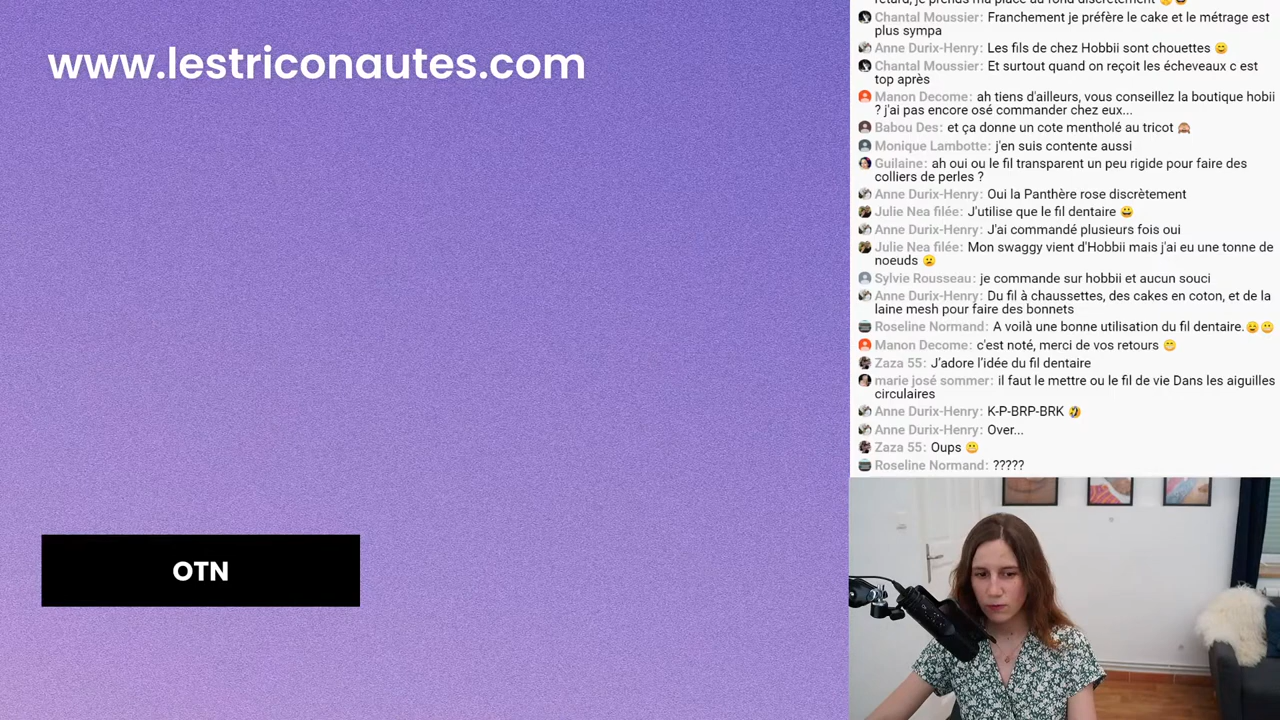 www.lestriconautes.com
OTN
Chantal Moussier: Franchement je préfère le cake et le métrage est
plus sympa
Anne Durix-Henry: Les fils de chez Hobbii sont chouettes 😊
Chantal Moussier: Et surtout quand on reçoit les écheveaux c est
top après
Manon Decome: ah tiens d'ailleurs, vous conseillez la boutique hobii
? j'ai pas encore osé commander chez eux...
Babou Des: et ça donne un cote mentholé au tricot 🙈
Monique Lambotte: j'en suis contente aussi
Guilaine: ah oui ou le fil transparent un peu rigide pour faire des
colliers de perles ?
Anne Durix-Henry: Oui la Panthère rose discrètement
Julie Nea filée: J'utilise que le fil dentaire 😃
Anne Durix-Henry: J'ai commandé plusieurs fois oui
Julie Nea filée: Mon swaggy vient d'Hobbii mais j'ai eu une tonne de
noeuds 😦
Sylvie Rousseau: je commande sur hobbii et aucun souci
Anne Durix-Henry: Du fil à chaussettes, des cakes en coton, et de la
laine mesh pour faire des bonnets
Roseline Normand: A voilà une bonne utilisation du fil dentaire.😉😬
Manon Decome: c'est noté, merci de vos retours 😁
Zaza 55: J'adore l'idée du fil dentaire
marie josé sommer: il faut le mettre ou le fil de vie Dans les aiguilles
circulaires
Anne Durix-Henry: K-P-BRP-BRK 🤣
Anne Durix-Henry: Over...
Zaza 55: Oups 😬
Roseline Normand: ?????